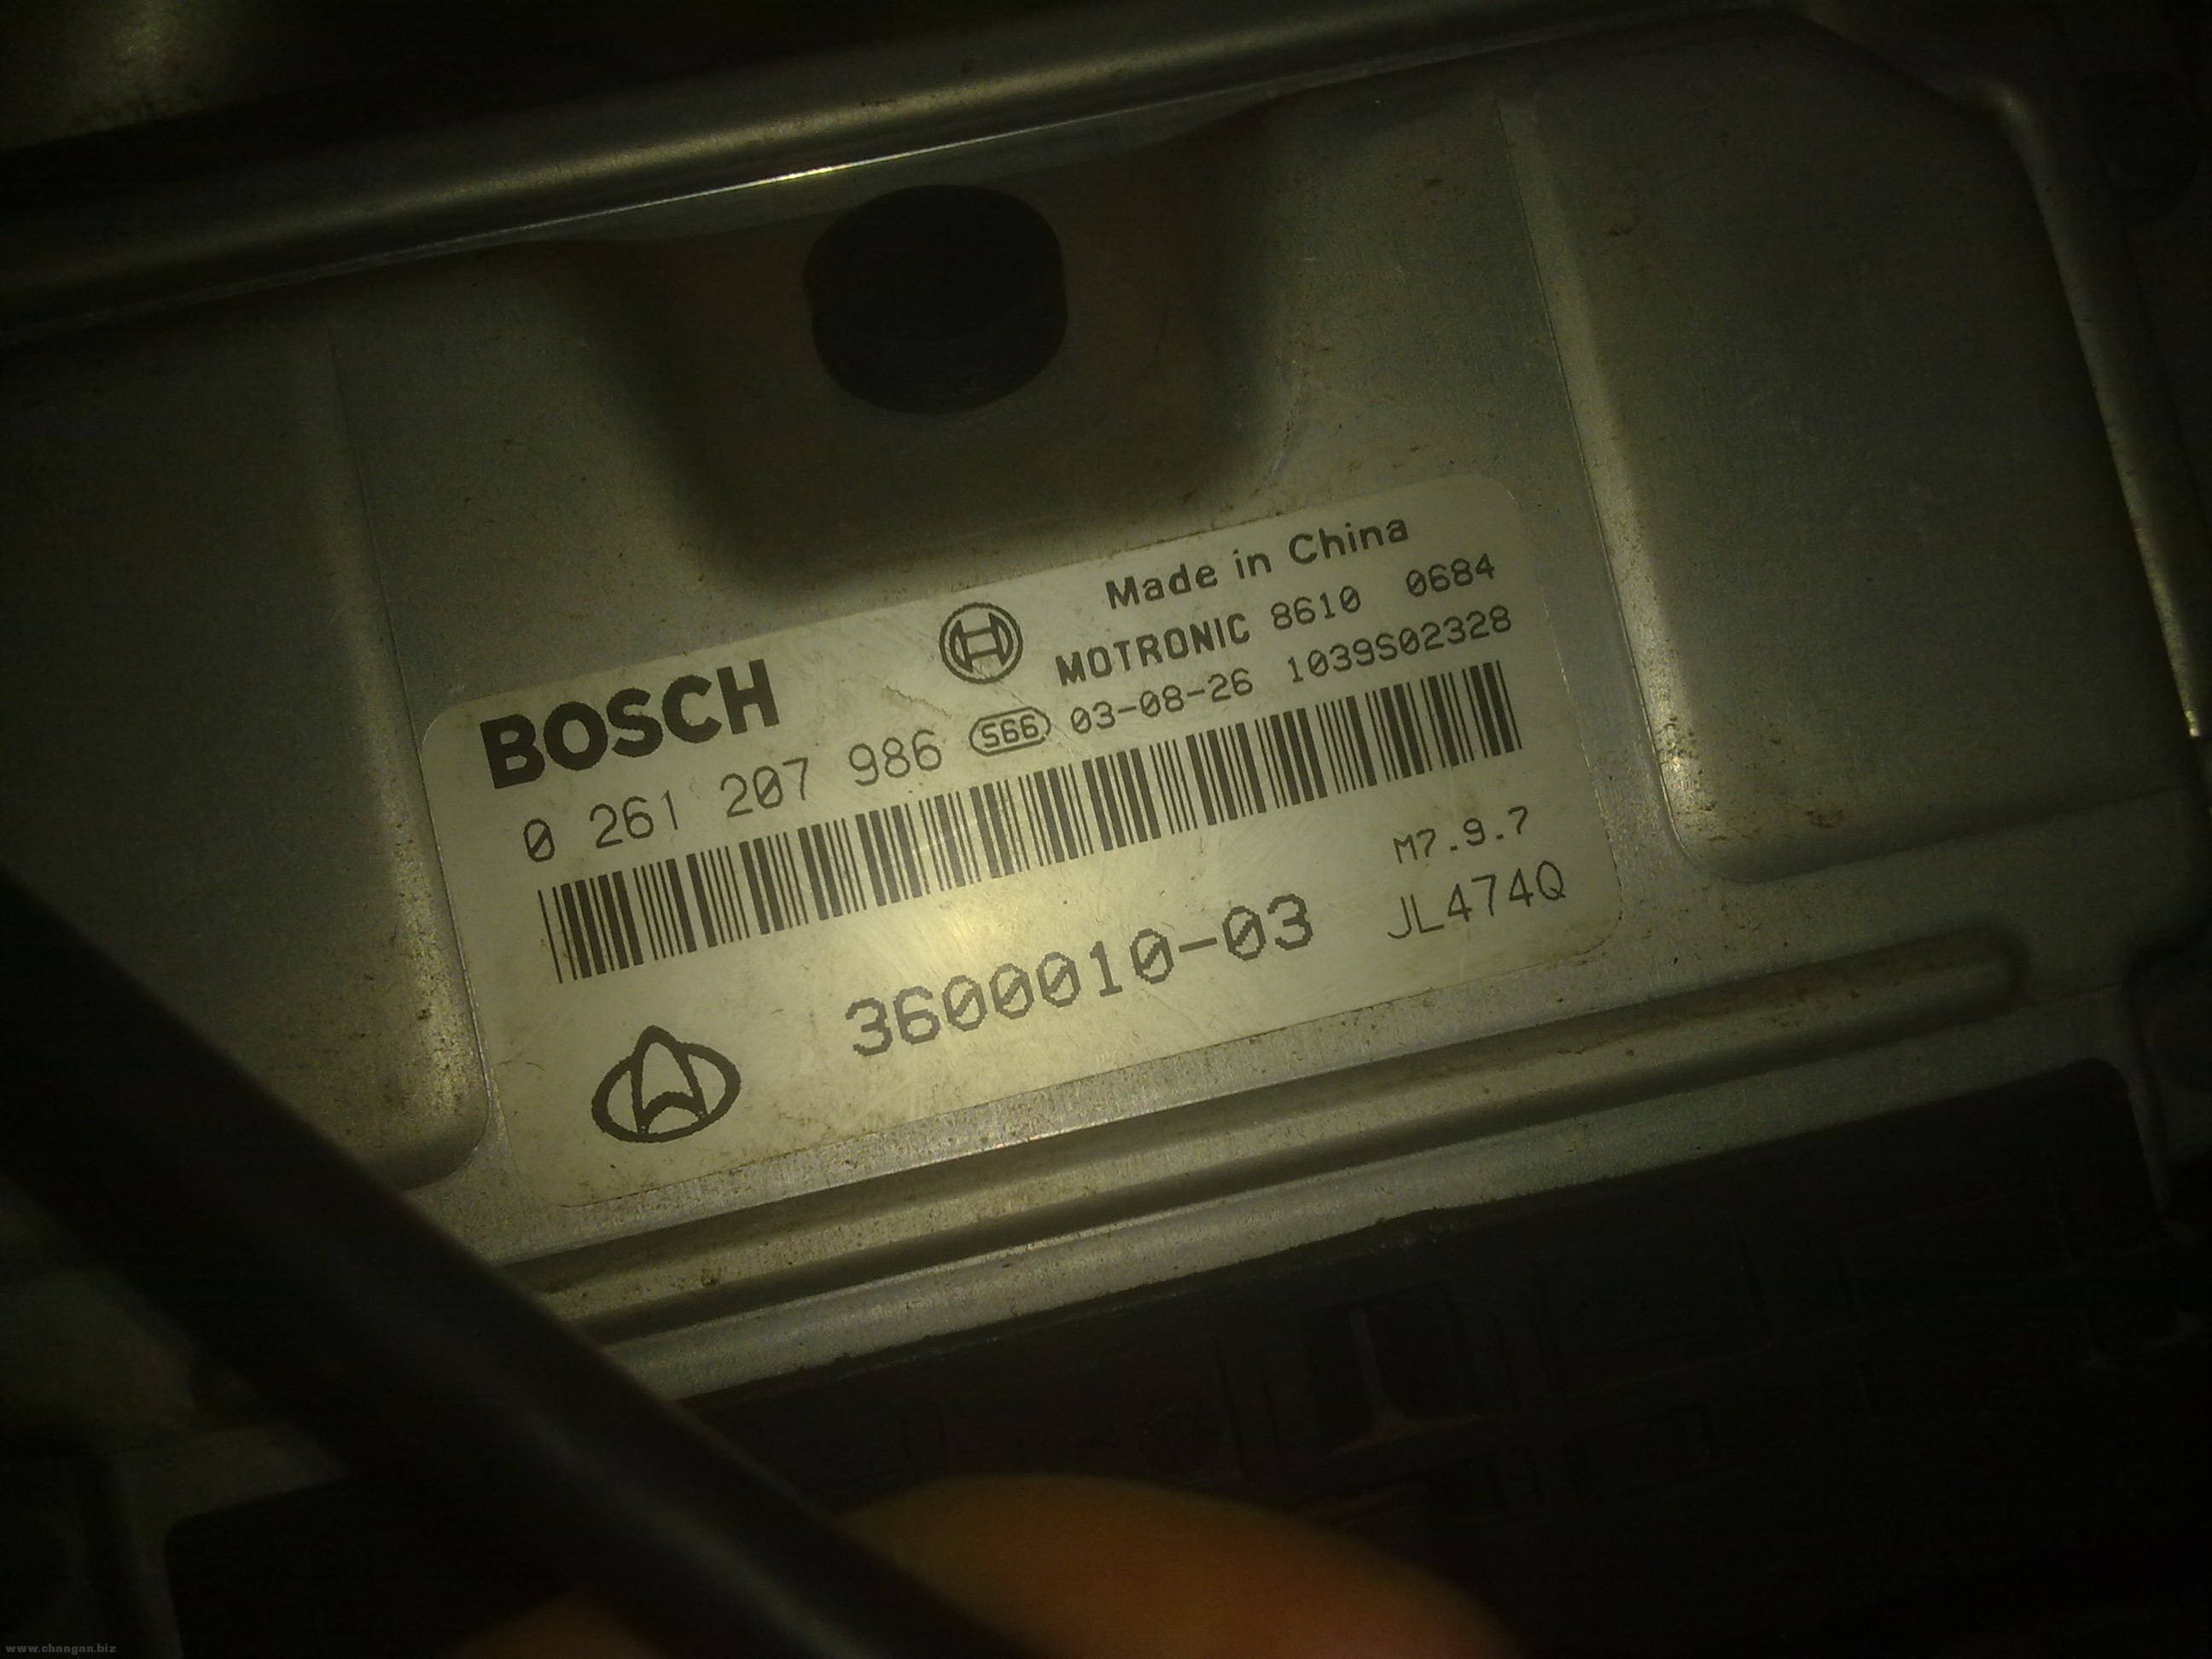 Made in China
BOSCH MOTRONIC 8610 0684
0 261 207 986 S66 03-08-26 1039S02328
M7.9.7
3600010-03 JL474Q
www.changan.biz